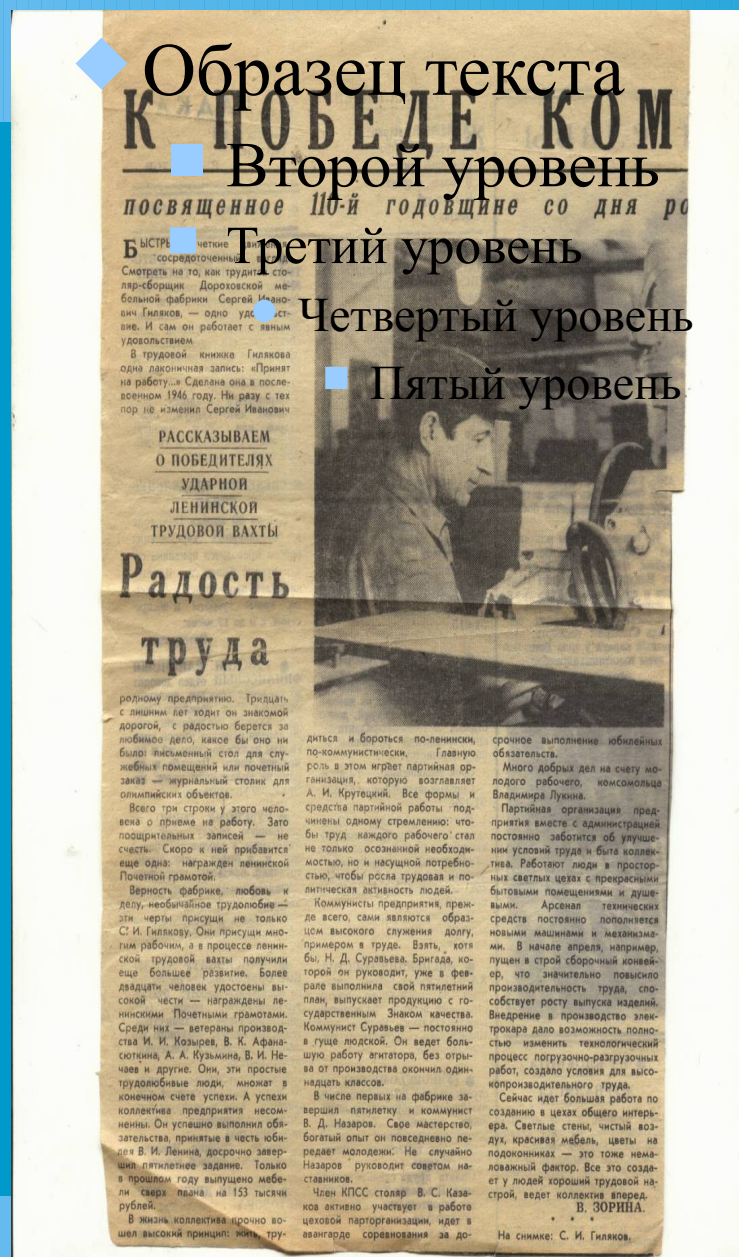 Образец текста
Второй уровень
Третий уровень
Четвертый уровень
Пятый уровень
К ПОБЕДЕ КОМ
посвященное 110-й годовщине со дня ро
БЫСТРЫ четкие
сосредоточенный
Смотреть на то, как трудится сто-
ляр-сборщик Дороховской ме-
бельной фабрики Сергей Ивано-
вич Гиляков, — одно удовольст-
вие. И сам он работает с явным
удовольствием
В трудовой книжке Гилякова
одна лаконичная запись: «Принят
на работу...» Сделана она в после-
военном 1946 году. Ни разу с тех
пор не изменил Сергей Иванович
РАССКАЗЫВАЕМ
О ПОБЕДИТЕЛЯХ
УДАРНОЙ
ЛЕНИНСКОЙ
ТРУДОВОЙ ВАХТЫ
Радость
труда
родному предприятию. Тридцать
с лишним лет ходит он знакомой
дорогой, с радостью берется за
любимое дело, какое бы оно ни
было: письменный стол для слу-
жебных помещений или почетный
заказ — журнальный столик для
олимпийских объектов.
Всего три строки у этого чело-
века о приеме на работу. Зато
поощрительных записей — не
счесть. Скоро к ней прибавится
еще одна: награжден ленинской
Почетной грамотой.
Верность фабрике, любовь к
делу, необычайное трудолюбие —
эти черты присущи не только
С. И. Гилякову. Они присущи мно-
гим рабочим, а в процессе ленин-
ской трудовой вахты получили
еще большее развитие. Более
двадцати человек удостоены вы-
сокой чести — награждены ле-
нинскими Почетными грамотами.
Среди них — ветераны производ-
ства И. И. Козырев, В. К. Афана-
сюткина, А. А. Кузьмина, В. И. Не-
чаев и другие. Они, эти простые
трудолюбивые люди, множат в
конечном счете успехи. А успехи
коллектива предприятия несом-
ненны. Он успешно выполнил обя-
зательства, принятые в честь юби-
лея В. И. Ленина, досрочно завер-
шил пятилетнее задание. Только
в прошлом году выпущено мебе-
ли сверх плана на 153 тысячи
рублей.
В жизнь коллектива прочно во-
шел высокий принцип: жить, тру-
диться и бороться по-ленински,
по-коммунистически. Главную
роль в этом играет партийная ор-
ганизация, которую возглавляет
А. И. Крутецкий. Все формы и
средства партийной работы под-
чинены одному стремлению: что-
бы труд каждого рабочего стал
не только осознанной необходи-
мостью, но и насущной потребно-
стью, чтобы росла трудовая и по-
литическая активность людей.
Коммунисты предприятия, преж-
де всего, сами являются образ-
цом высокого служения долгу,
примером в труде. Взять, хотя
бы, Н. Д. Суравьева. Бригада, ко-
торой он руководит, уже в фев-
рале выполнила свой пятилетний
план, выпускает продукцию с го-
сударственным Знаком качества.
Коммунист Суравьев — постоянно
в гуще людской. Он ведет боль-
шую работу агитатора, без отры-
ва от производства окончил один-
надцать классов.
В числе первых на фабрике за-
вершил пятилетку и коммунист
В. Д. Назаров. Свое мастерство,
богатый опыт он повседневно пе-
редает молодежи. Не случайно
Назаров руководит советом на-
ставников.
Член КПСС столяр В. С. Каза-
ков активно участвует в работе
цеховой парторганизации, идет в
авангарде соревнования за до-
срочное выполнение юбилейных
обязательств.
Много добрых дел на счету мо-
лодого рабочего, комсомольца
Владимира Лукина.
Партийная организация пред-
приятия вместе с администрацией
постоянно заботится об улучше-
нии условий труда и быта коллек-
тива. Работают люди в простор-
ных светлых цехах с прекрасными
бытовыми помещениями и душе-
выми. Арсенал технических
средств постоянно пополняется
новыми машинами и механизма-
ми. В начале апреля, например,
пущен в строй сборочный конвей-
ер, что значительно повысило
производительность труда, спо-
собствует росту выпуска изделий.
Внедрение в производство элек-
трокара дало возможность полно-
стью изменить технологический
процесс погрузочно-разгрузочных
работ, создало условия для высо-
копроизводительного труда.
Сейчас идет большая работа по
созданию в цехах общего интерь-
ера. Светлые стены, чистый воз-
дух, красивая мебель, цветы на
подоконниках — это тоже нема-
ловажный фактор. Все это созда-
ет у людей хороший трудовой на-
строй, ведет коллектив вперед.
В. ЗОРИНА.
На снимке: С. И. Гиляков.